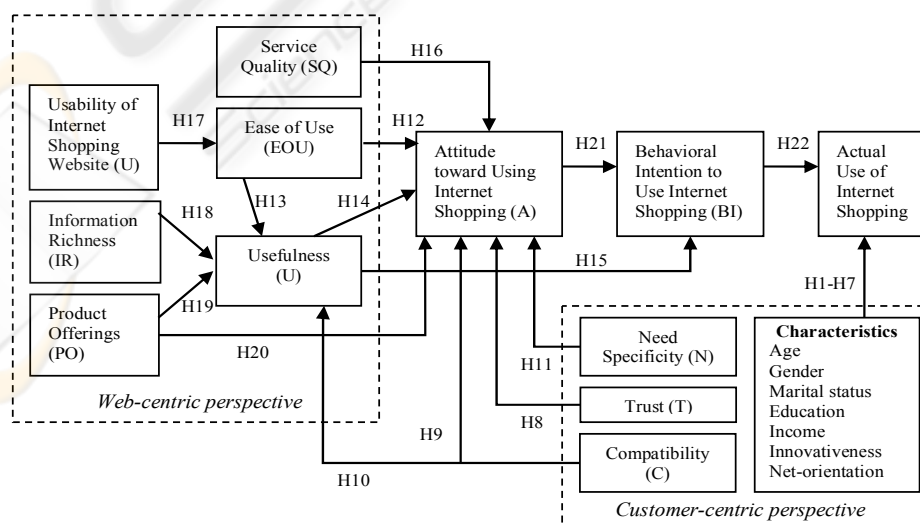 Service
Quality (SQ)
H16
Usability of
Internet
Shopping
Website (U)
H17
Ease of Use
(EOU)
H12
Attitude
toward Using
Internet
Shopping (A)
H21
Behavioral
Intention to
Use Internet
Shopping (BI)
H22
Actual
Use of
Internet
Shopping
H13
H14
Information
Richness
(IR)
H18
Usefulness
(U)
H15
H19
Product
Offerings
(PO)
H20
Web-centric perspective
H1-H7
Need
Specificity (N)
H11
Trust (T)
H8
Compatibility
(C)
H9
H10
Characteristics
Age
Gender
Marital status
Education
Income
Innovativeness
Net-orientation
Customer-centric perspective